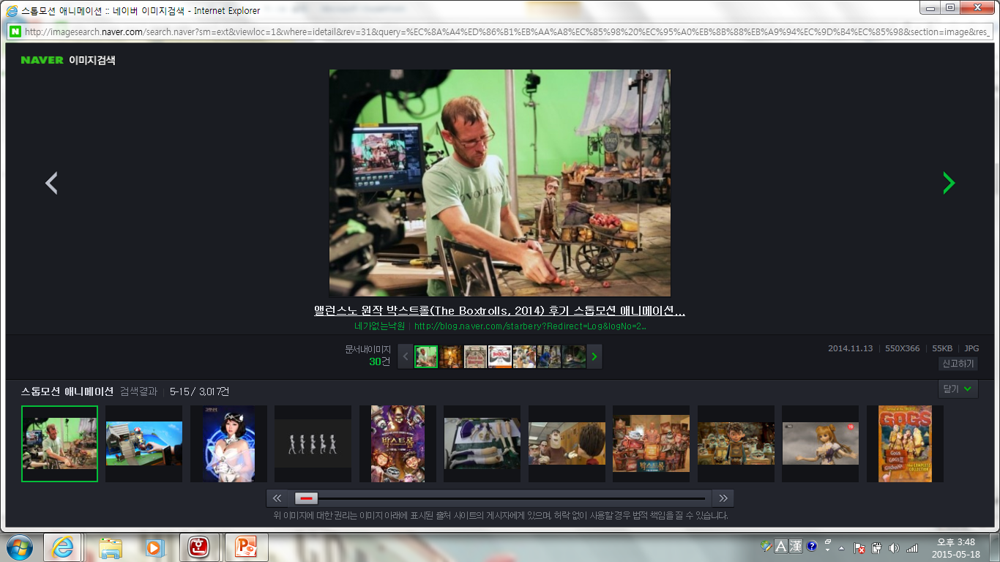 스톱모션 애니메이션 :: 네이버 이미지검색 - Internet Explorer
http://imagesearch.naver.com/search.naver?sm=ext&viewloc=1&where=idetail&rev=31&query=%EC%8A%A4%ED%86%B1%EB%AA%A8%EC%85%98%20%EC%95%A0%EB%8B%88%EB%A9%94%EC%9D%B4%EC%85%98&section=image&res_
NAVER 이미지검색
앨런스노 원작 박스트롤(The Boxtrolls, 2014) 후기 스톱모션 애니메이션...
네가없는낙원 | http://blog.naver.com/starbery?Redirect=Log&logNo=2...
문서내이미지
30건
2014.11.13 | 550X366 | 55KB | JPG
신고하기
스톱모션 애니메이션 검색결과 | 5-15 / 3,017건
닫기
박스트롤
박스트롤
GOGS
위 이미지에 대한 권리는 이미지 아래에 표시된 출처 사이트의 게시자에게 있으며, 허락 없이 사용할 경우 법적 책임을 질 수 있습니다.
A 漢
오후 3:48
2015-05-18